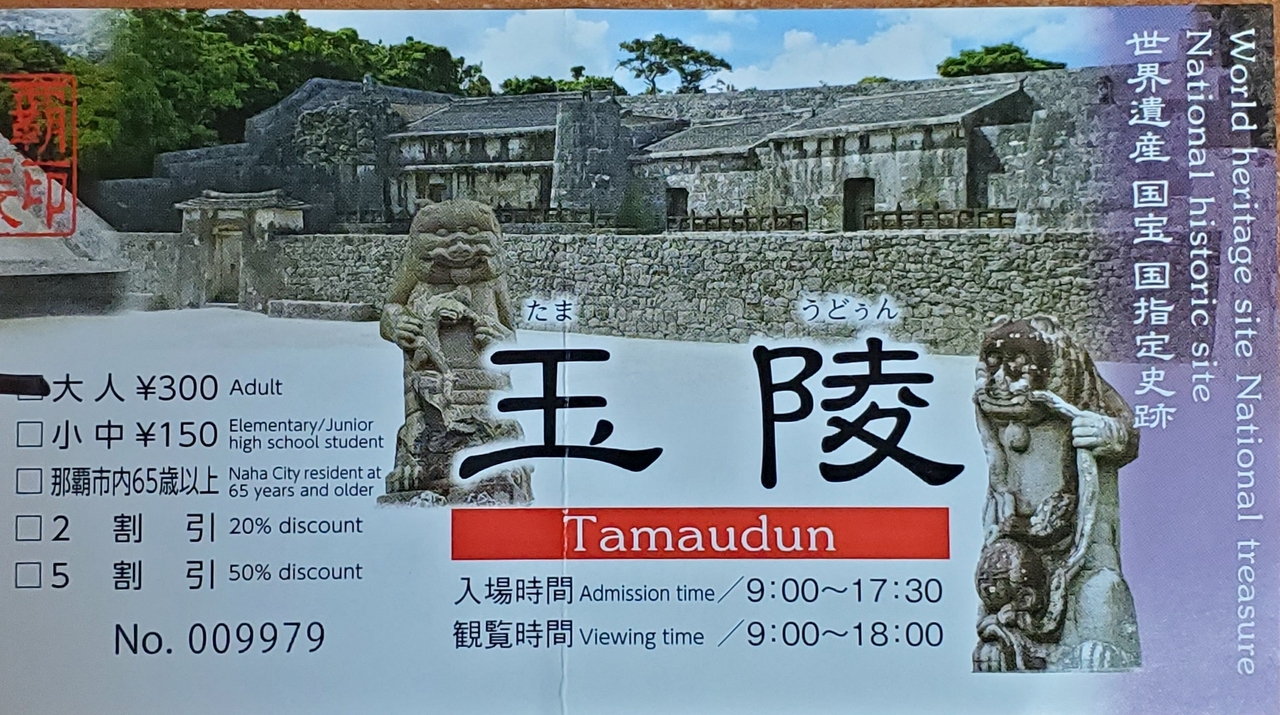 覇
印
世界遺産 国宝 国指定史跡
National historic site
World heritage site National treasure
たま うどぅん
玉陵
Tamaudun
大人 ¥300 Adult
□小中 ¥150 Elementary/Junior
high school student
□那覇市内65歳以上 Naha City resident at
65 years and older
□2割引 20% discount
□5割引 50% discount
No. 009979
入場時間 Admission time/9:00~17:30
観覧時間 Viewing time /9:00~18:00